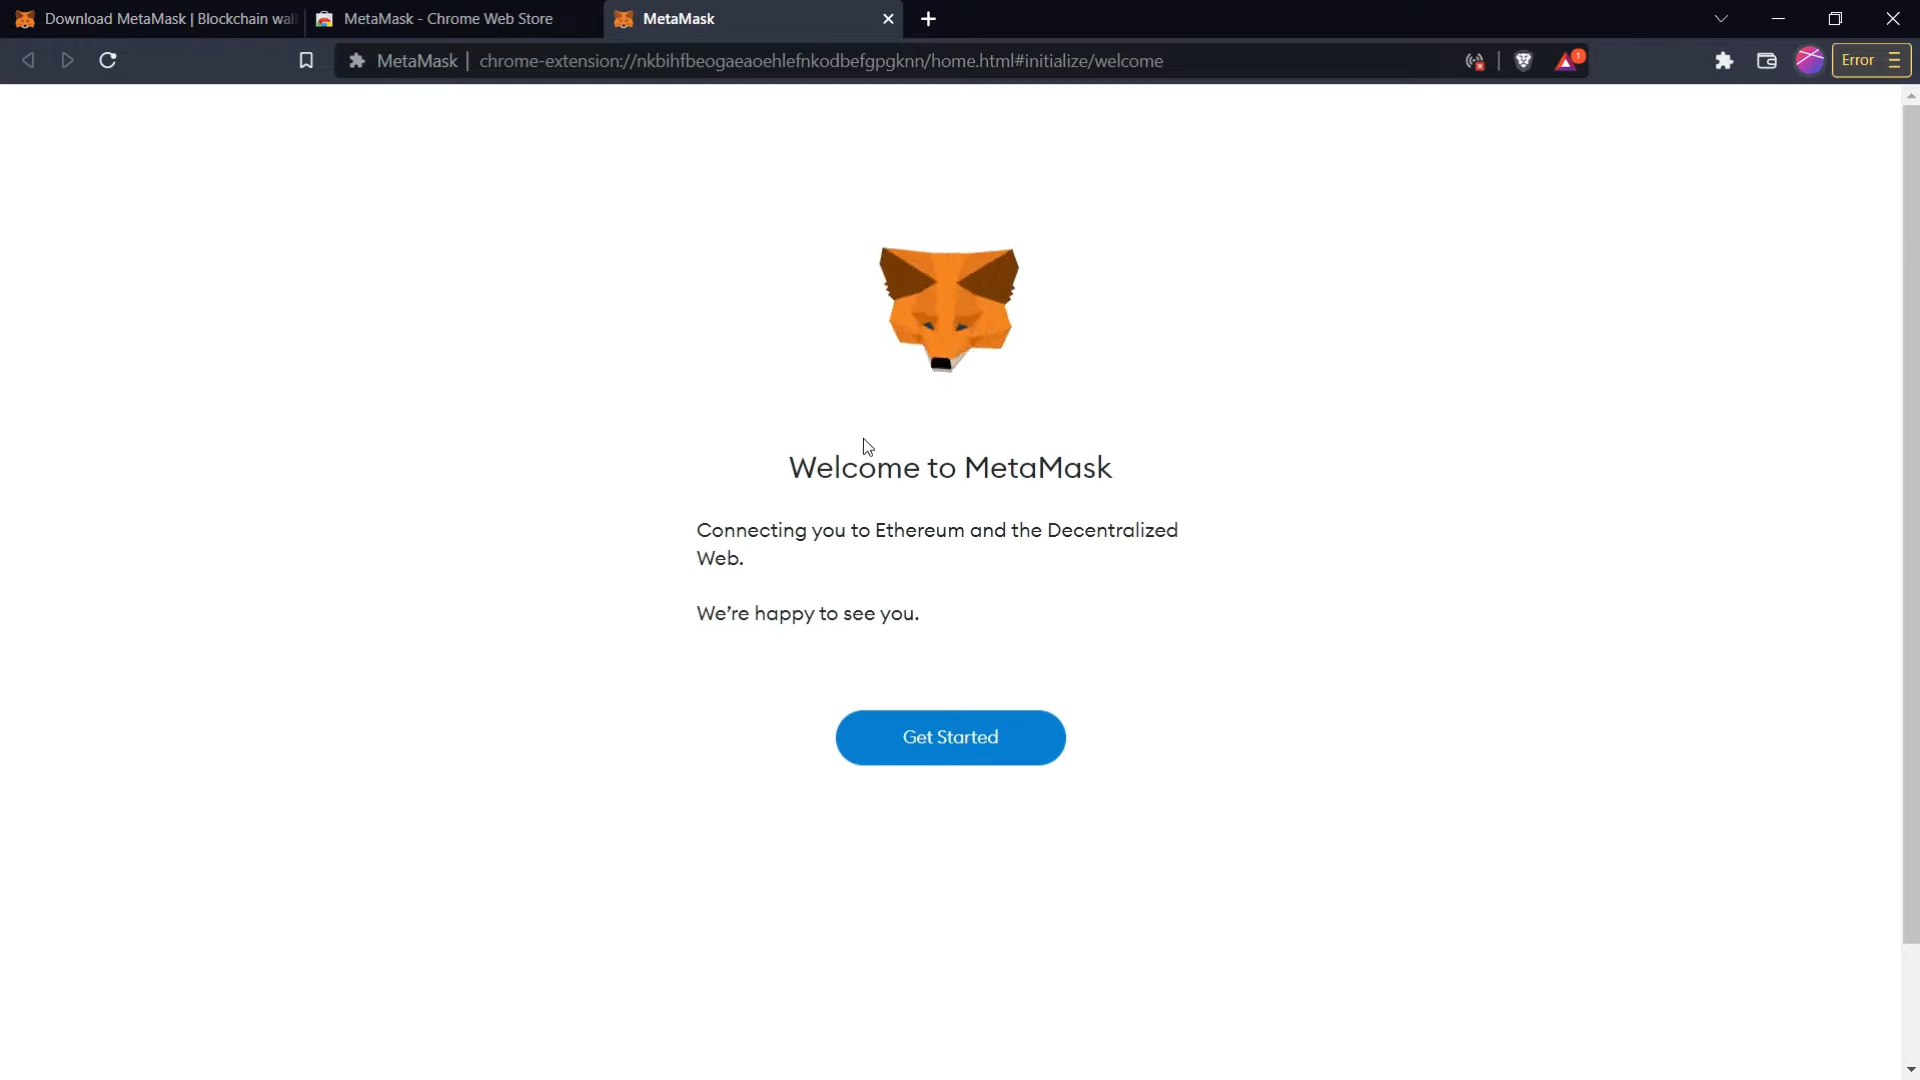 Download MetaMask | Blockchain wal
MetaMask - Chrome Web Store
MetaMask
MetaMask | chrome-extension://nkbihfbeogaeaoehlefnkodbefgpgknn/home.html#initialize/welcome
1
Error
Welcome to MetaMask
Connecting you to Ethereum and the Decentralized
Web.
We’re happy to see you.
Get Started